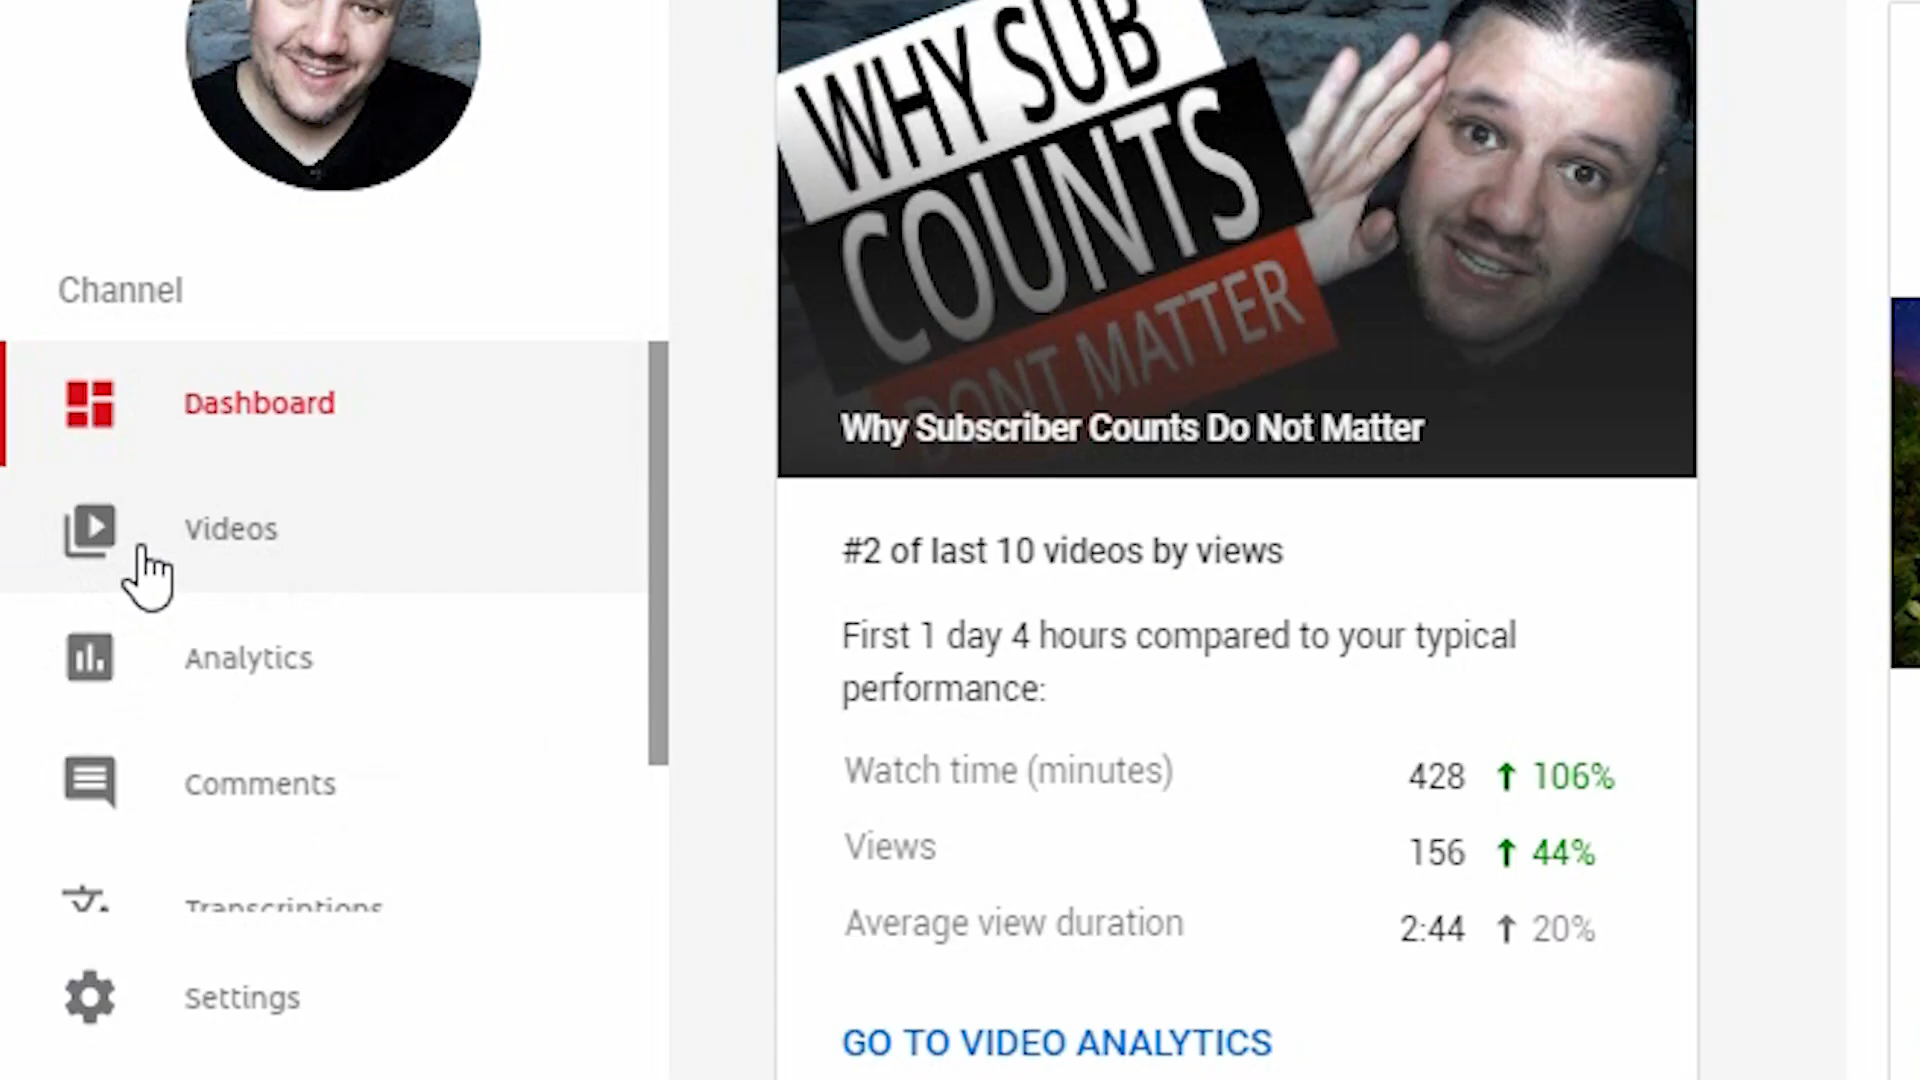 Channel
Dashboard
Videos
Analytics
Comments
Transcriptions
Settings
WHY SUB
COUNTS
DONT MATTER
Why Subscriber Counts Do Not Matter
#2 of last 10 videos by views
First 1 day 4 hours compared to your typical
performance:
Watch time (minutes) 428 ↑ 106%
Views 156 ↑ 44%
Average view duration 2:44 ↑ 20%
GO TO VIDEO ANALYTICS